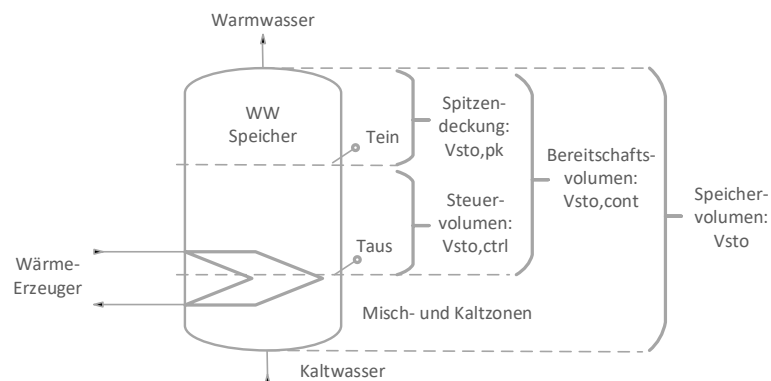 Warmwasser
WW
Speicher
Tein
Spitzen-
deckung:
Vsto,pk
Bereitschafts-
volumen:
Vsto,cont
Speicher-
volumen:
Vsto
Steuer-
volumen:
Vsto,ctrl
Taus
Wärme-
Erzeuger
Misch- und Kaltzonen
Kaltwasser